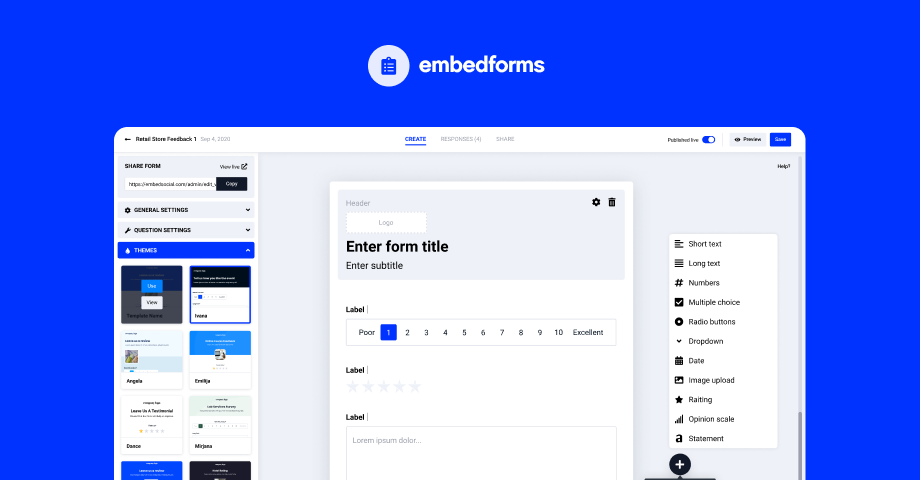 embedforms
Retail Store Feedback 1 Sep 4, 2020
CREATE
RESPONSES (4)
SHARE
Published live
Preview
Save
Help?
SHARE FORM
View live
https://embedsocial.com/admin/edit_
Copy
GENERAL SETTINGS
QUESTION SETTINGS
THEMES
Use
View
Template Name
Ivana
Angela
Emilija
Leave Us A Testimonial
Dance
Mirjana
Header
Logo
Enter form title
Enter subtitle
Label
Poor 1 2 3 4 5 6 7 8 9 10 Excellent
Label
Label
Lorem ipsum dolor...
Short text
Long text
Numbers
Multiple choice
Radio buttons
Dropdown
Date
Image upload
Raiting
Opinion scale
Statement